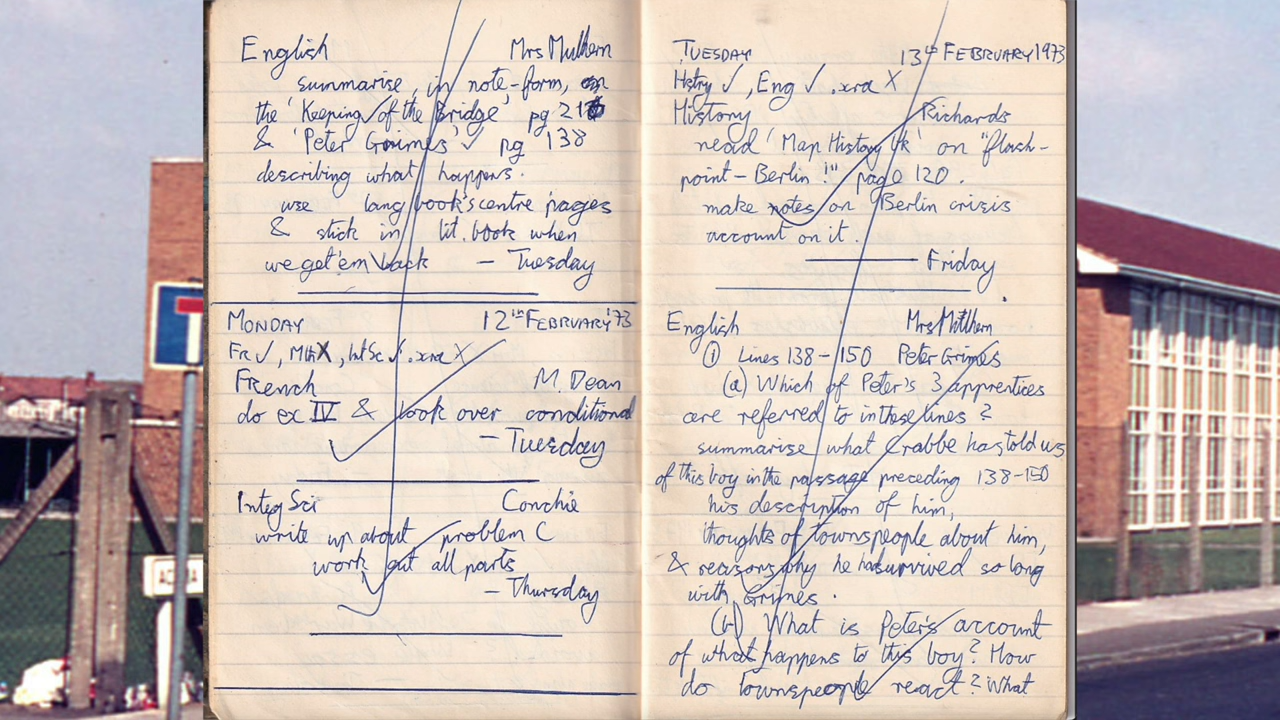 English Mrs Mulhern
summarise, in note-form,
the 'Keeping of the Bridge' pg 216
& 'Peter Grimes' ✓ pg 138
describing what happens.
use lang book's centre pages
& stick in lit. book when
we get 'em back – Tuesday
MONDAY 12th FEBRUARY '73
Fr ✓, Mth X, IntSc ✓ .xra X
French M. Dean
do ex IV & look over conditional
– Tuesday
Integ Sci Conchie
write up about problem C
work out all parts
– Thursday
TUESDAY 13th FEBRUARY 1973
Hstry ✓, Eng ✓ .xra X
History Richards
read 'Map History Uk' on "flash-
point – Berlin !" page 120.
make notes on Berlin crisis
account on it.
Friday
English Mrs Mulhern
① Lines 138 – 150 Peter Grimes
(a) Which of Peter's 3 apprentices
are referred to in these lines?
summarise what Crabbe has told us
of this boy in the passage preceding 138-150
his description of him,
thoughts of townspeople about him,
& reasons why he had survived so long
with Grimes.
(b) What is Peter's account
of what happens to this boy? How
do Townspeople react? What